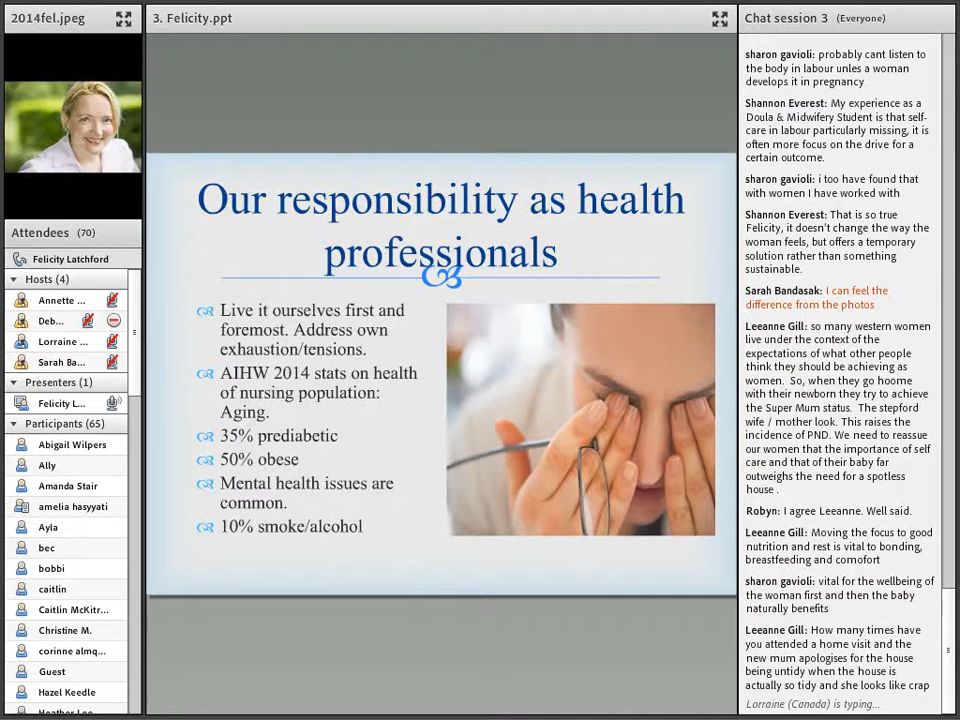 2014fel.jpeg
Attendees (70)
Felicity Latchford
Hosts (4)
Annette ...
Deb...
Lorraine ...
Sarah Ba...
Presenters (1)
Felicity L...
Participants (65)
Abigail Wilpers
Ally
Amanda Stair
amelia hasyyati
Ayla
bec
bobbi
caitlin
Caitlin McKitr...
Christine M.
corinne almq...
Guest
Hazel Keedle
3. Felicity.ppt
Our responsibility as health
professionals
Live it ourselves first and
foremost. Address own
exhaustion/tensions.
AIHW 2014 stats on health
of nursing population:
Aging.
35% prediabetic
50% obese
Mental health issues are
common.
10% smoke/alcohol
Chat session 3 (Everyone)
sharon gavioli: probably cant listen to
the body in labour unles a woman
develops it in pregnancy
Shannon Everest: My experience as a
Doula & Midwifery Student is that self-
care in labour particularly missing, it is
often more focus on the drive for a
certain outcome.
sharon gavioli: i too have found that
with women I have worked with
Shannon Everest: That is so true
Felicity, it doesn't change the way the
woman feels, but offers a temporary
solution rather than something
sustainable.
Sarah Bandasak: I can feel the
difference from the photos
Leeanne Gill: so many western women
live under the context of the
expectations of what other people
think they should be achieving as
women. So, when they go hoome
with their newborn they try to achieve
the Super Mum status. The stepford
wife / mother look. This raises the
incidence of PND. We need to reassue
our women that the importance of self
care and that of their baby far
outweighs the need for a spotless
house .
Robyn: I agree Leeanne. Well said.
Leeanne Gill: Moving the focus to good
nutrition and rest is vital to bonding,
breastfeeding and comofort
sharon gavioli: vital for the wellbeing of
the woman first and then the baby
naturally benefits
Leeanne Gill: How many times have
you attended a home visit and the
new mum apologises for the house
being untidy when the house is
actually so tidy and she looks like crap
Lorraine (Canada) is typing...